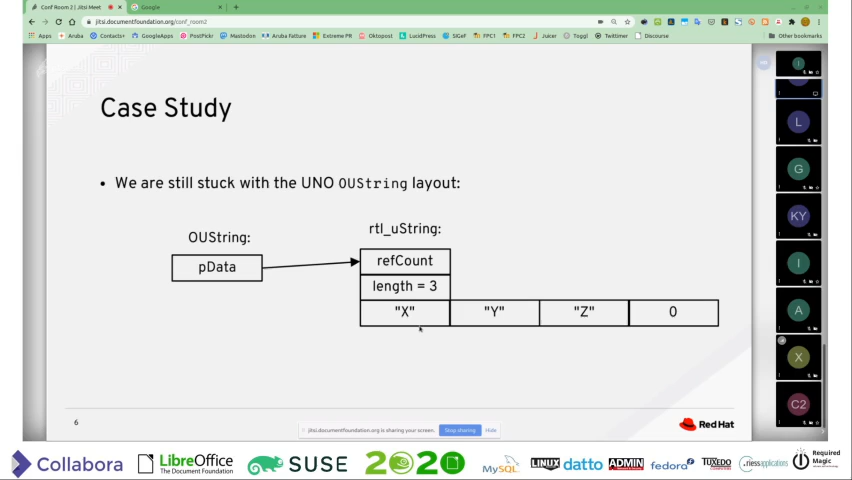 Conf Room 2 | Jitsi Meet
Google
jitsi.documentfoundation.org/conf_room2
Apps
Aruba
Contacts+
GoogleApps
PostPickr
Mastodon
Aruba Fatture
Extreme PR
Oktopost
LucidPress
SIGeF
FPC1
FPC2
Juicer
Toggl
Twittimer
Discourse
Other bookmarks
Case Study
• We are still stuck with the UNO OUString layout:
OUString:
rtl_uString:
pData
refCount
length = 3
"X"
"Y"
"Z"
0
6
jitsi.documentfoundation.org is sharing your screen.
Stop sharing
Hide
Red Hat
I
L
G
KY
I
A
X
C2
Collabora
LibreOffice
The Document Foundation
SUSE
2020
MySQL
LINUX
datto
ADMIN
fedora
TUXEDO
riess applications
Required
Magic